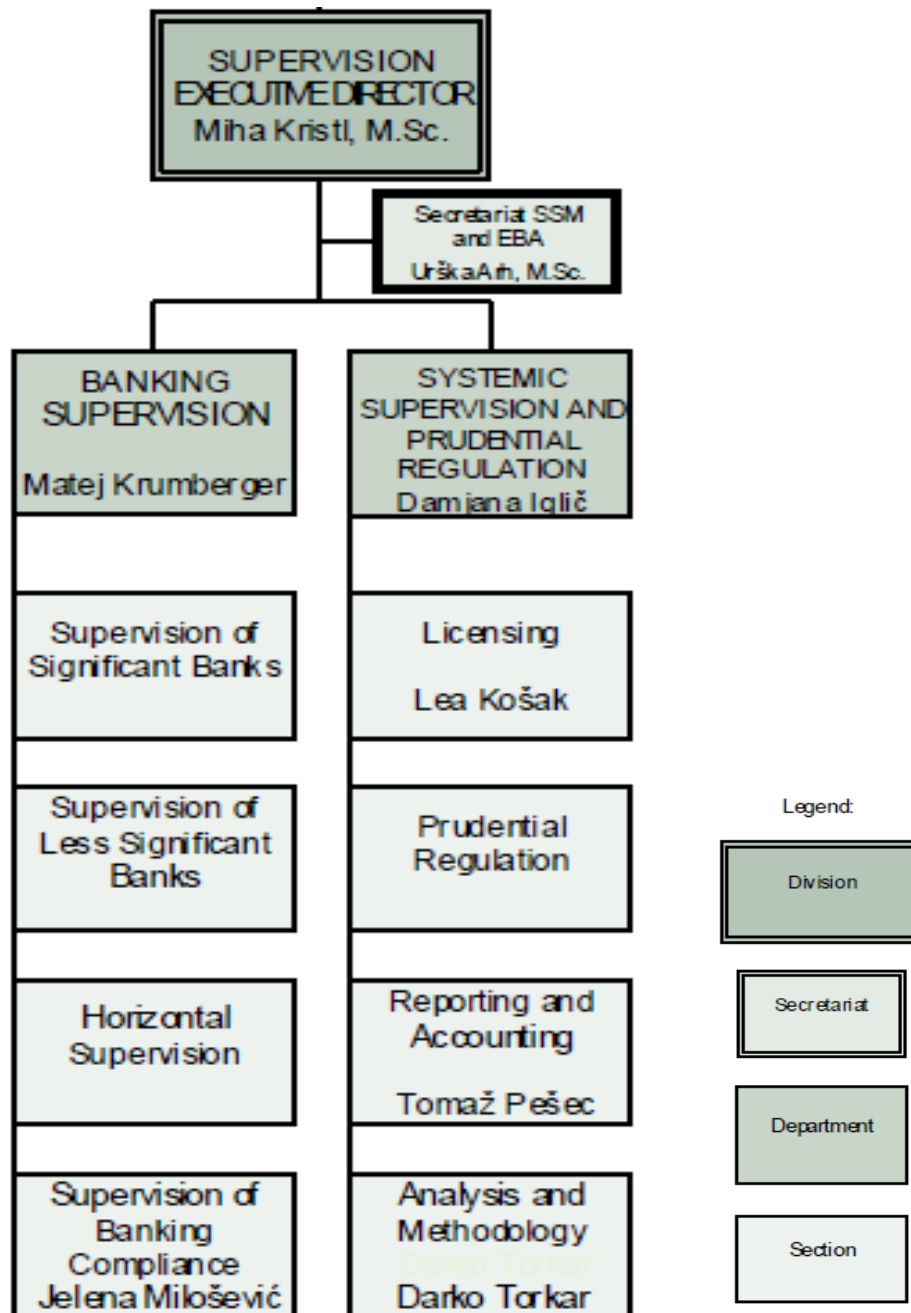 SUPERVISION
EXECUTIVE DIRECTOR
Miha Kristl, M.Sc.
Secretariat SSM
and EBA
Urška Arh, M.Sc.
BANKING
SUPERVISION
Matej Krumberger
SYSTEMIC
SUPERVISION AND
PRUDENTIAL
REGULATION
Damjana Iglič
Supervision of
Significant Banks
Licensing
Lea Košak
Supervision of
Less Significant
Banks
Prudential
Regulation
Horizontal
Supervision
Reporting and
Accounting
Tomaž Pešec
Supervision of
Banking
Compliance
Jelena Milošević
Analysis and
Methodology
Darko Torkar
Darko Torkar
Legend:
Division
Secretariat
Department
Section